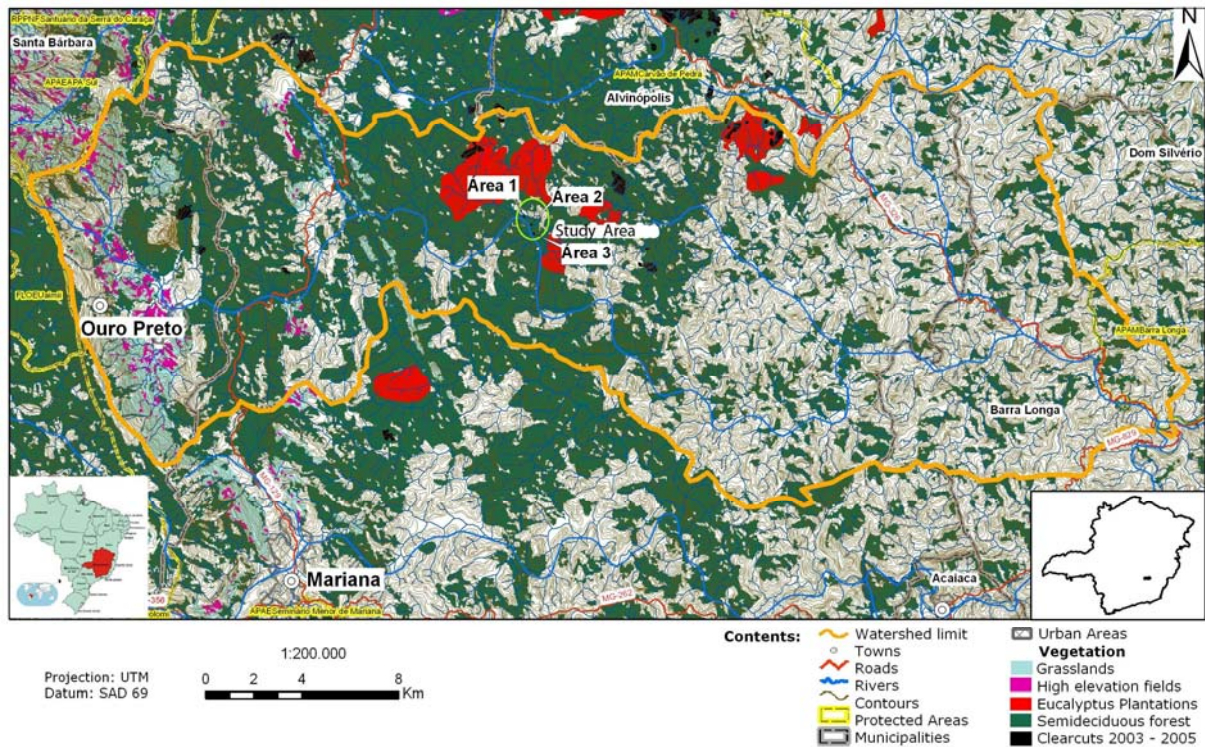 RPPNFSantuário da Serra do Caraça
Santa Bárbara
APAEAPA Sul
APAMCarvão de Pedra
Alvinópolis
N
Dom Silvério
Área 1
Área 2
Study Area
Área 3
Ouro Preto
APAMBarra Longa
Barra Longa
MG-329
MG-129
Mariana
APAESeminário Menor de Mariana
-356
MG-262
Acaiaca
Projection: UTM
Datum: SAD 69
1:200.000
0 2 4 8
Km
Contents:
Watershed limit
Towns
Roads
Rivers
Contours
Protected Areas
Municipalities
Urban Areas
Vegetation
Grasslands
High elevation fields
Eucalyptus Plantations
Semideciduous forest
Clearcuts 2003 - 2005